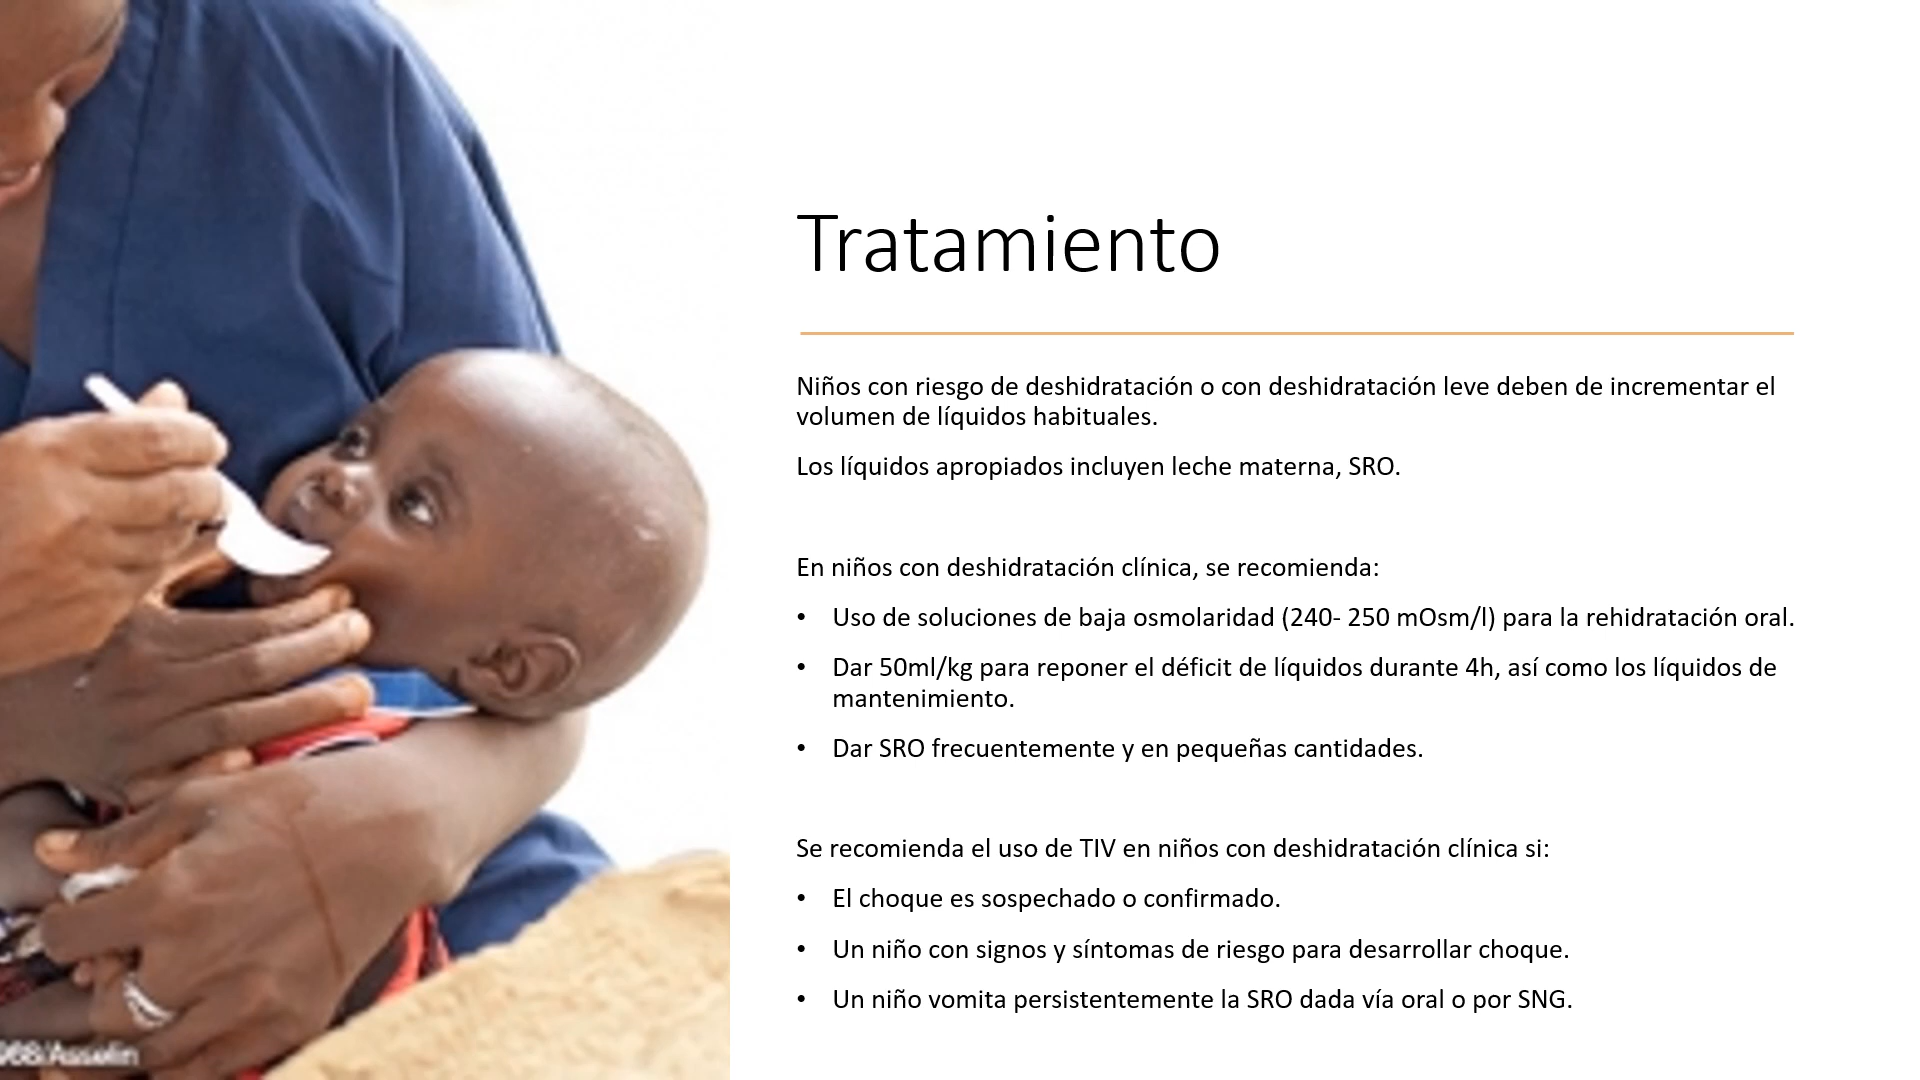 Tratamiento
Niños con riesgo de deshidratación o con deshidratación leve deben de incrementar el
volumen de líquidos habituales.
Los líquidos apropiados incluyen leche materna, SRO.
En niños con deshidratación clínica, se recomienda:
• Uso de soluciones de baja osmolaridad (240- 250 mOsm/l) para la rehidratación oral.
• Dar 50ml/kg para reponer el déficit de líquidos durante 4h, así como los líquidos de
mantenimiento.
• Dar SRO frecuentemente y en pequeñas cantidades.
Se recomienda el uso de TIV en niños con deshidratación clínica si:
• El choque es sospechado o confirmado.
• Un niño con signos y síntomas de riesgo para desarrollar choque.
• Un niño vomita persistentemente la SRO dada vía oral o por SNG.
Asselin